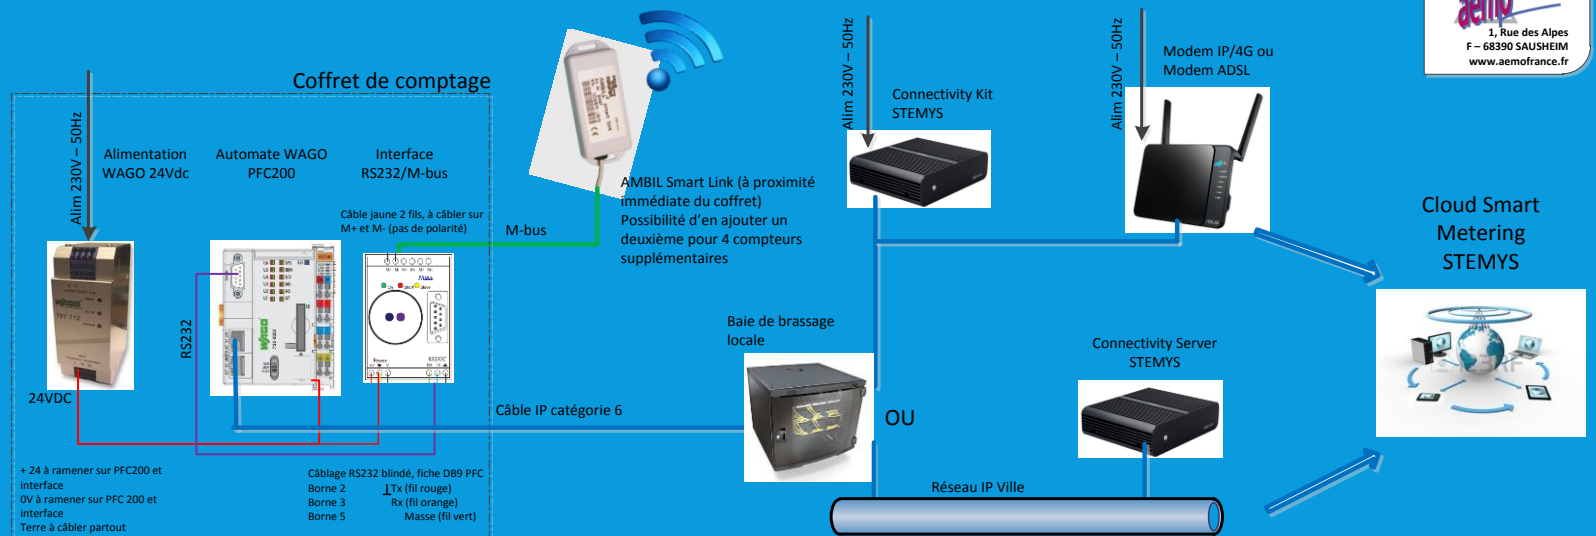 aemo
1, Rue des Alpes
F – 68390 SAUSHEIM
www.aemofrance.fr
Coffret de comptage
Alim 230V – 50Hz
Alimentation
WAGO 24Vdc
Automate WAGO
PFC200
Interface
RS232/M-bus
Câble jaune 2 fils, à câbler sur
M+ et M- (pas de polarité)
M-bus
AMBIL Smart Link (à proximité
immédiate du coffret)
Possibilité d’en ajouter un
deuxième pour 4 compteurs
supplémentaires
Alim 230V – 50Hz
Connectivity Kit
STEMYS
Alim 230V – 50Hz
Modem IP/4G ou
Modem ADSL
Cloud Smart
Metering
STEMYS
WAGO
787-712
RS232
WAGO
Power
24VDC
Câble IP catégorie 6
Baie de brassage
locale
OU
Connectivity Server
STEMYS
Réseau IP Ville
+ 24 à ramener sur PFC200 et
interface
0V à ramener sur PFC 200 et
interface
Terre à câbler partout
Câblage RS232 blindé, fiche DB9 PFC
Borne 2 Tx (fil rouge)
Borne 3 Rx (fil orange)
Borne 5 Masse (fil vert)